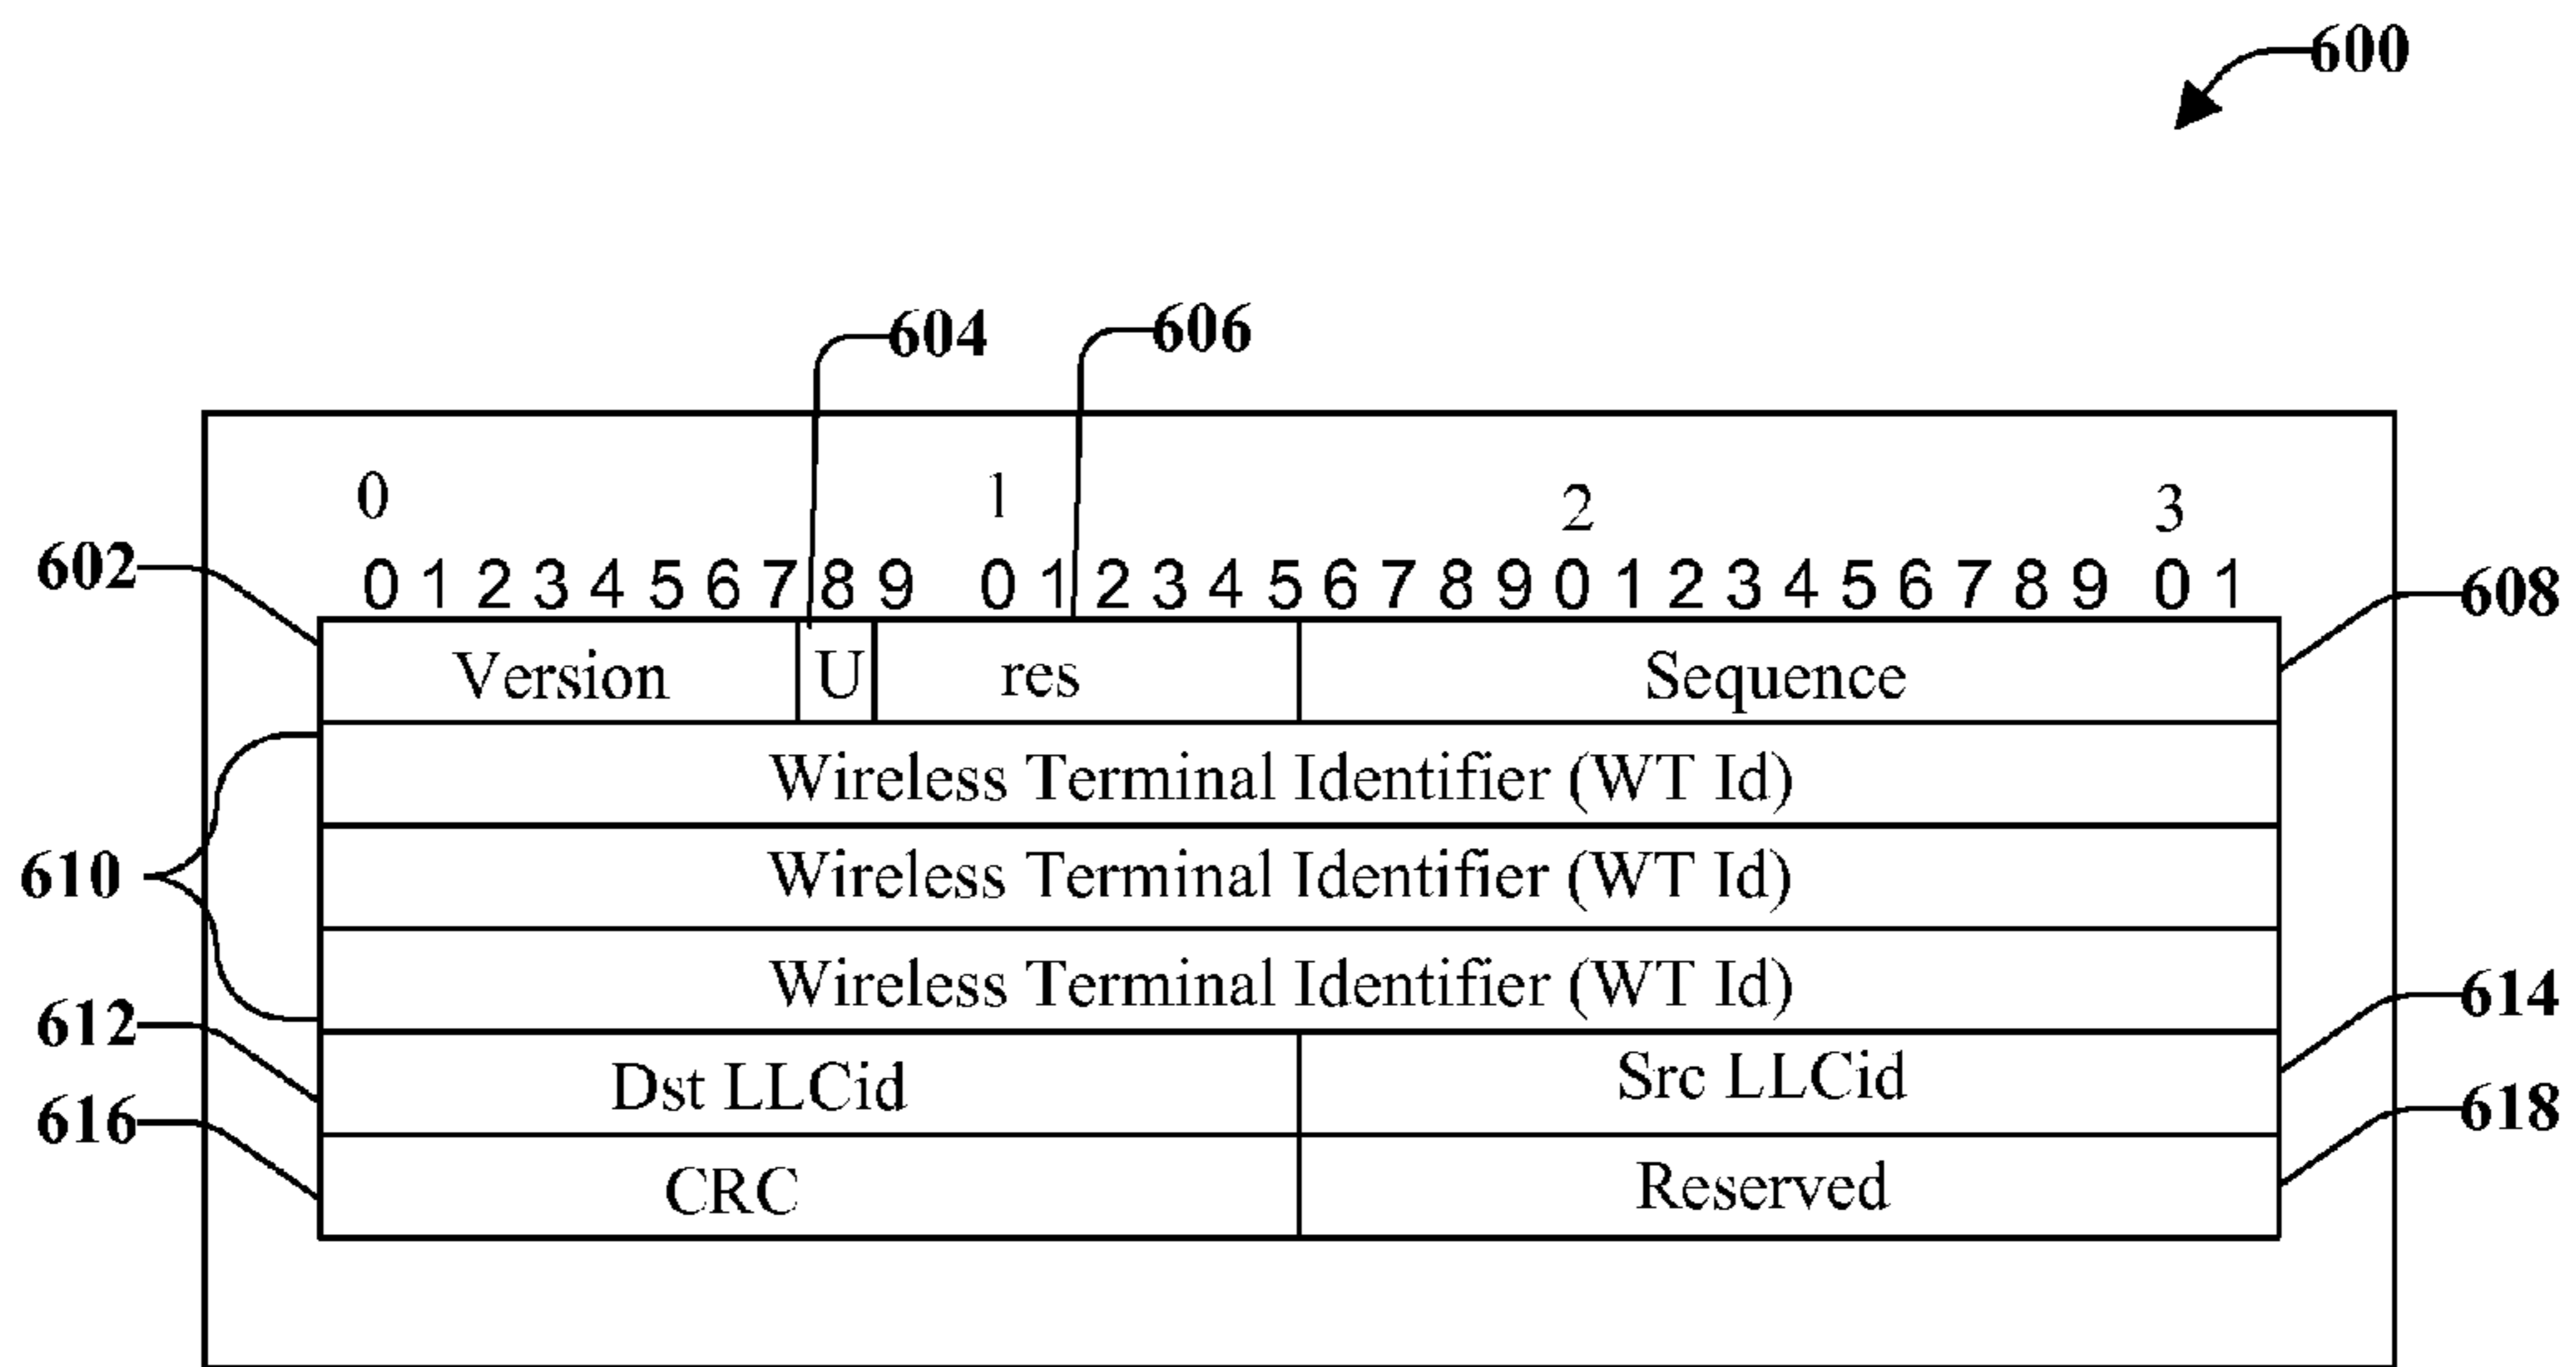 600
604 606
0 1 2 3
602 0 1 2 3 4 5 6 7 8 9 0 1 2 3 4 5 6 7 8 9 0 1 2 3 4 5 6 7 8 9 0 1 608
Version U res Sequence
Wireless Terminal Identifier (WT Id)
610 Wireless Terminal Identifier (WT Id)
Wireless Terminal Identifier (WT Id)
612 614
Dst LLCid Src LLCid
616 618
CRC Reserved